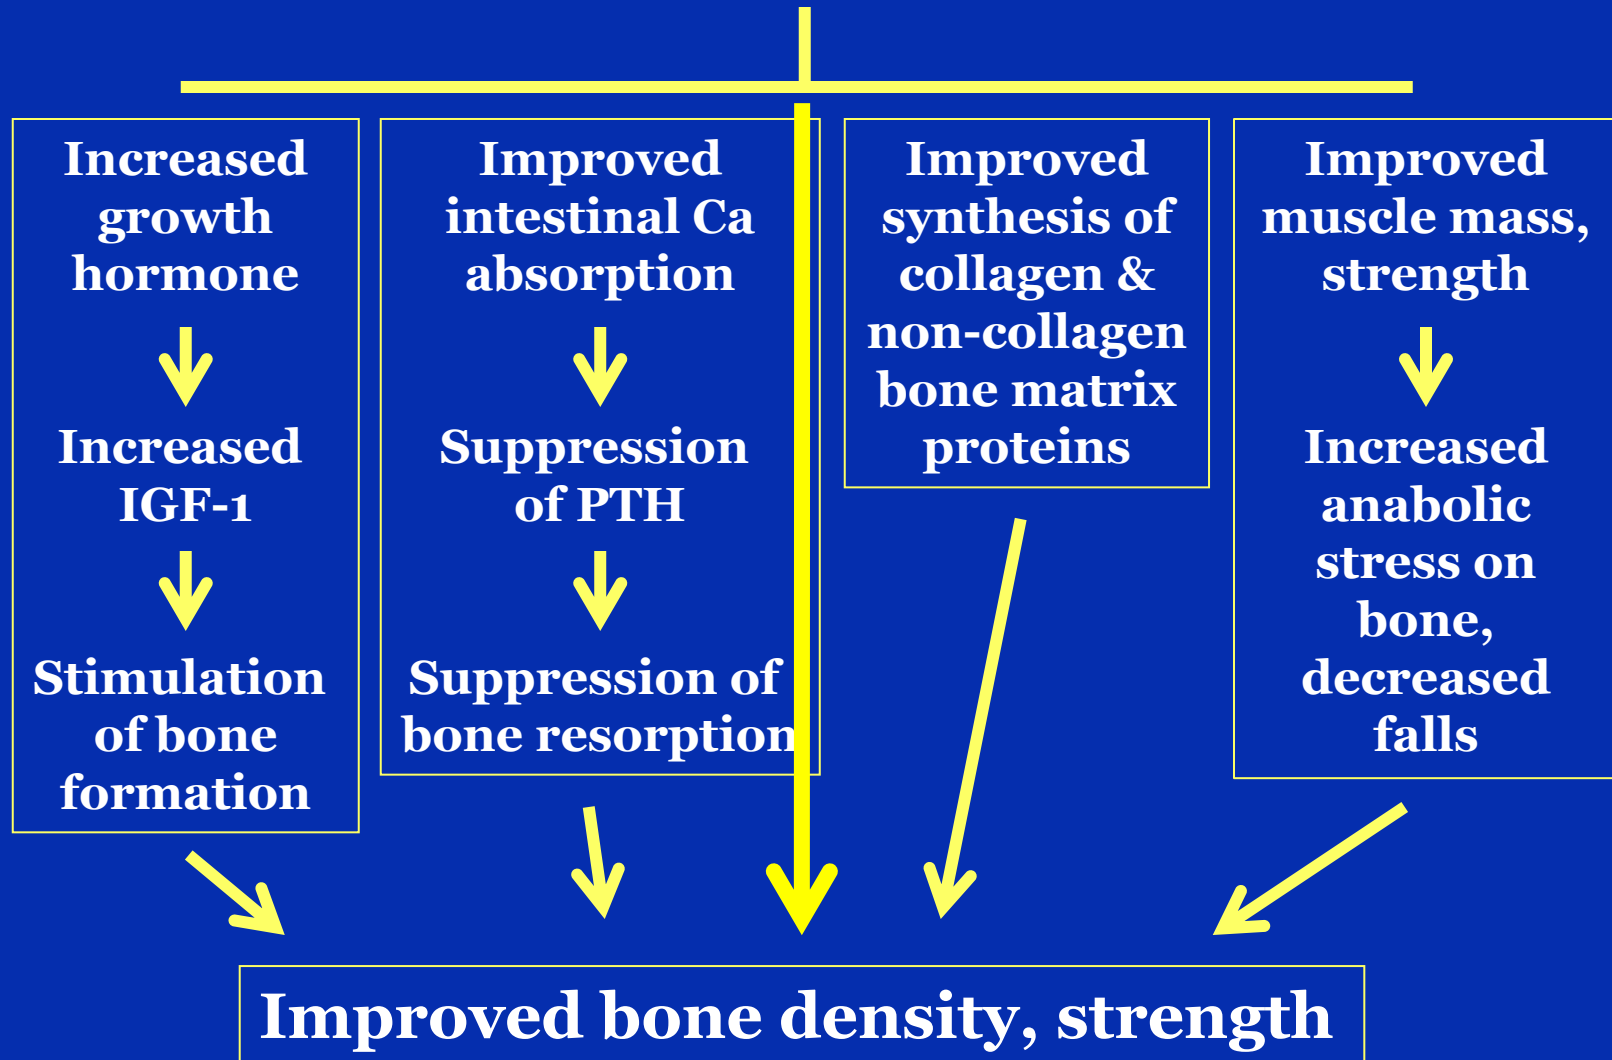 Increased
growth
hormone
Increased
IGF-1
Stimulation
of bone
formation
Improved
intestinal Ca
absorption
Suppression
of PTH
Suppression of
bone resorption
Improved
synthesis of
collagen &
non-collagen
bone matrix
proteins
Improved
muscle mass,
strength
Increased
anabolic
stress on
bone,
decreased
falls
Improved bone density, strength